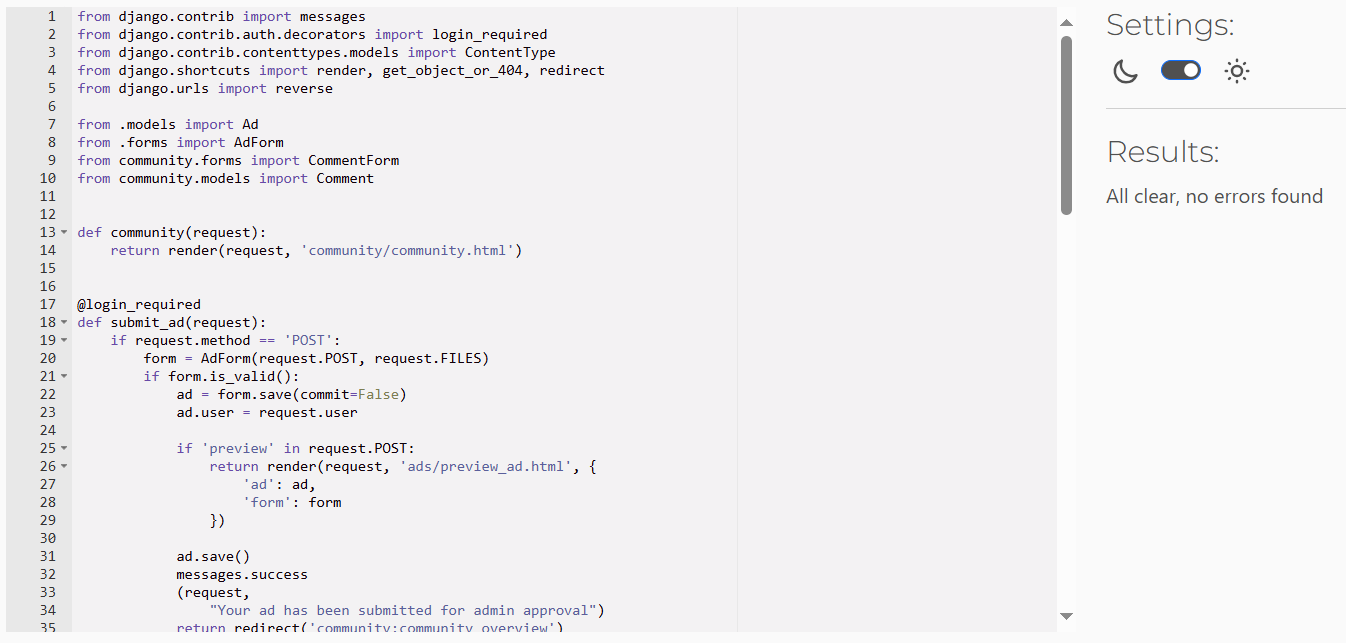 1 from django.contrib import messages
2 from django.contrib.auth.decorators import login_required
3 from django.contrib.contenttypes.models import ContentType
4 from django.shortcuts import render, get_object_or_404, redirect
5 from django.urls import reverse
6
7 from .models import Ad
8 from .forms import AdForm
9 from community.forms import CommentForm
10 from community.models import Comment
11
12
13 def community(request):
14     return render(request, 'community/community.html')
15
16
17 @login_required
18 def submit_ad(request):
19     if request.method == 'POST':
20         form = AdForm(request.POST, request.FILES)
21         if form.is_valid():
22             ad = form.save(commit=False)
23             ad.user = request.user
24
25             if 'preview' in request.POST:
26                 return render(request, 'ads/preview_ad.html', {
27                     'ad': ad,
28                     'form': form
29                 })
30
31             ad.save()
32             messages.success
33             (request,
34                 "Your ad has been submitted for admin approval")
35             return redirect('community:community_overview')
Settings:
Results:
All clear, no errors found